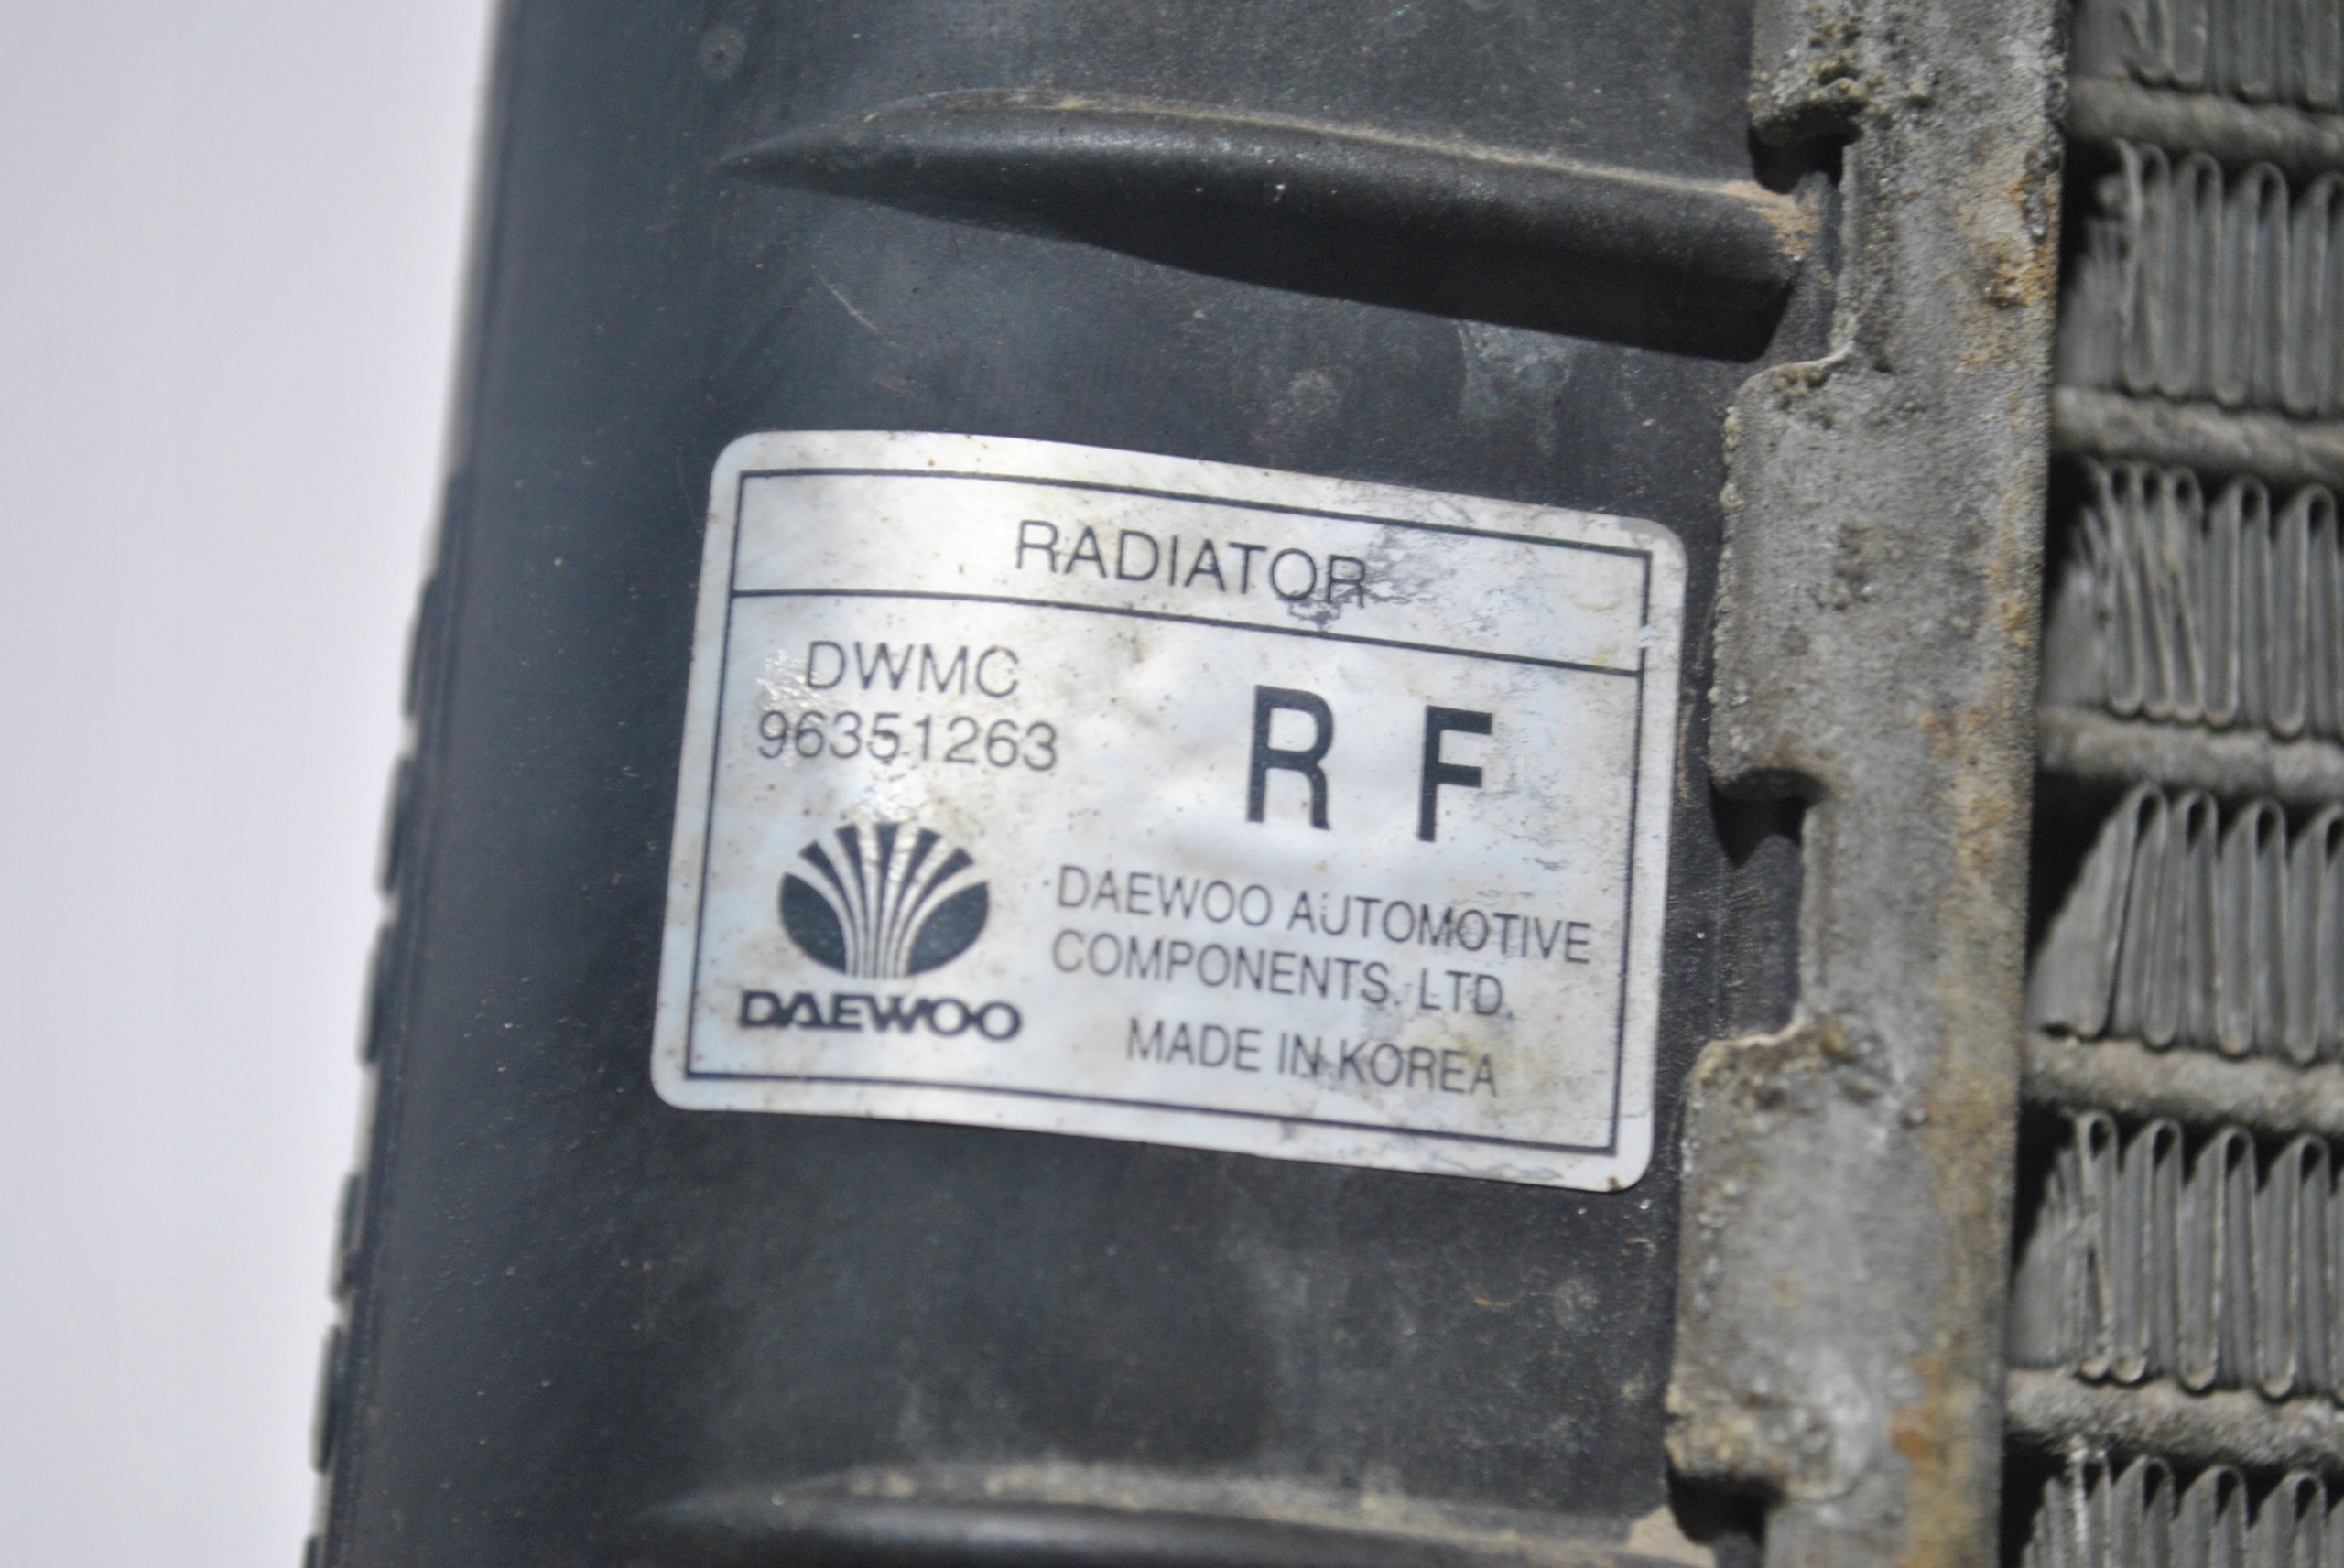 RADIATOR
DWMC
96351263
R F
DAEWOO
DAEWOO AUTOMOTIVE
COMPONENTS. LTD.
MADE IN KOREA